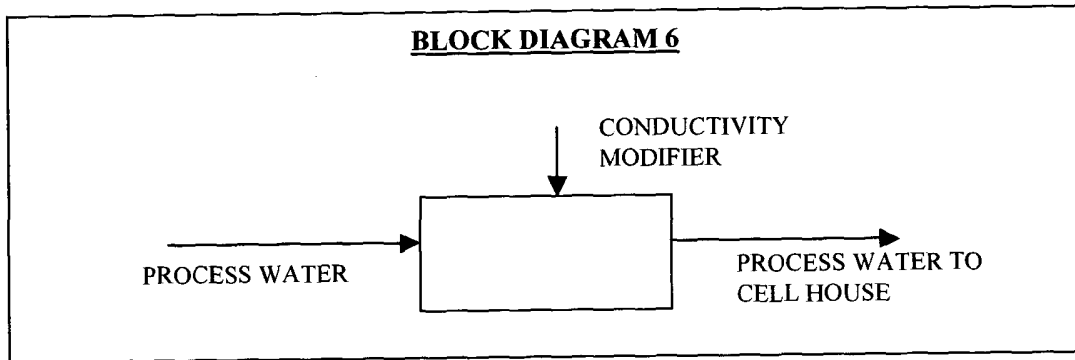 BLOCK DIAGRAM 6
CONDUCTIVITY
MODIFIER
PROCESS WATER
PROCESS WATER TO
CELL HOUSE